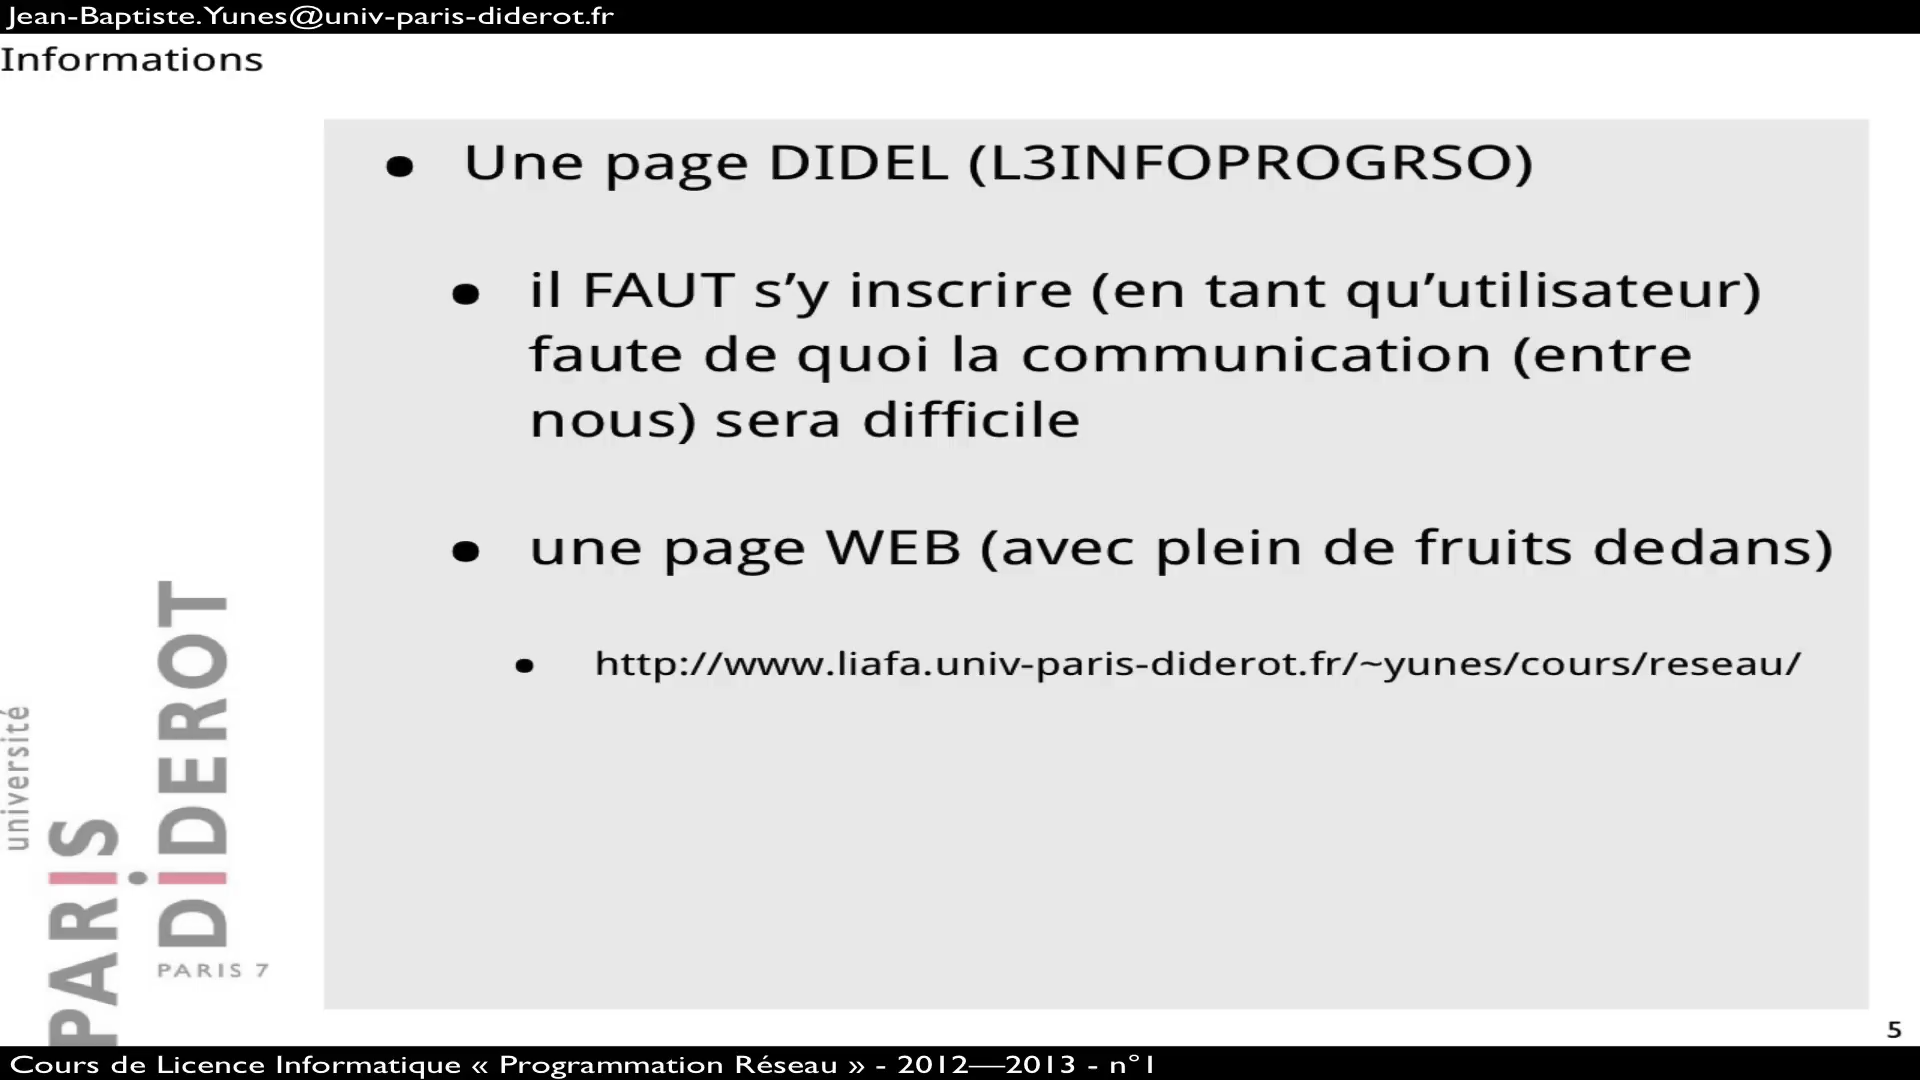 Jean-Baptiste.Yunes@univ-paris-diderot.fr
Informations
• Une page DIDEL (L3INFOPROGRSO)
• il FAUT s’y inscrire (en tant qu’utilisateur)
faute de quoi la communication (entre
nous) sera difficile
• une page WEB (avec plein de fruits dedans)
• http://www.liafa.univ-paris-diderot.fr/~yunes/cours/reseau/
université
PARIS
DIDEROT
PARIS 7
5
Cours de Licence Informatique « Programmation Réseau » - 2012—2013 - n°1